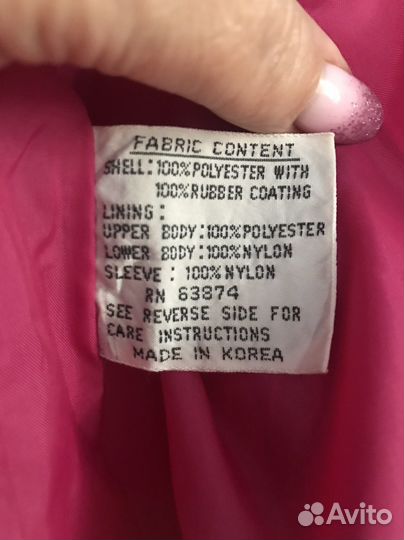 FABRIC CONTENT
SHELL:100%POLYESTER WITH
100%RUBBER COATING
LINING:
UPPER BODY:100%POLYESTER
LOWER BODY:100%NYLON
SLEEVE :100%NYLON
RN 63874
SEE REVERSE SIDE FOR
CARE INSTRUCTIONS
MADE IN KOREA
Avito